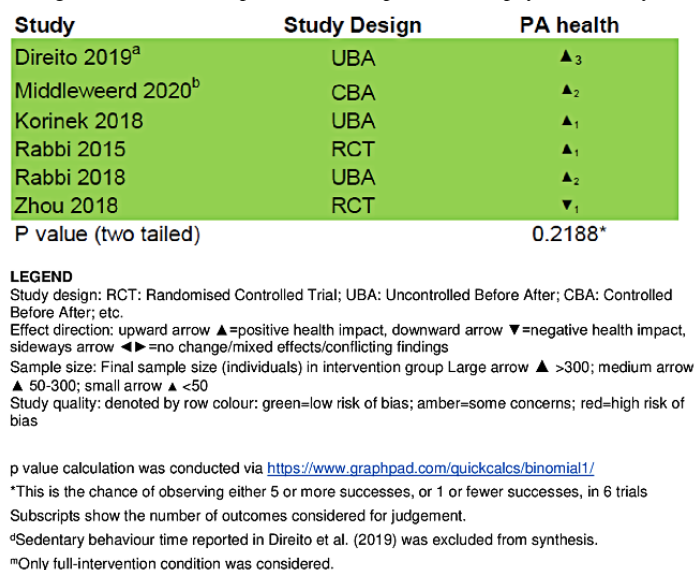 Study Study Design PA health
Direito 2019a UBA ▲3
Middleweerd 2020b CBA ▲2
Korinek 2018 UBA ▲1
Rabbi 2015 RCT ▲1
Rabbi 2018 UBA ▲2
Zhou 2018 RCT ▼1
P value (two tailed) 0.2188*
LEGEND
Study design: RCT: Randomised Controlled Trial; UBA: Uncontrolled Before After; CBA: Controlled
Before After; etc.
Effect direction: upward arrow ▲=positive health impact, downward arrow ▼=negative health impact,
sideways arrow ◄►=no change/mixed effects/conflicting findings
Sample size: Final sample size (individuals) in intervention group Large arrow ▲ >300; medium arrow
▲ 50-300; small arrow ▲ <50
Study quality: denoted by row colour: green=low risk of bias; amber=some concerns; red=high risk of
bias
p value calculation was conducted via https://www.graphpad.com/quickcalcs/binomial1/
*This is the chance of observing either 5 or more successes, or 1 or fewer successes, in 6 trials
Subscripts show the number of outcomes considered for judgement.
dSedentary behaviour time reported in Direito et al. (2019) was excluded from synthesis.
mOnly full-intervention condition was considered.